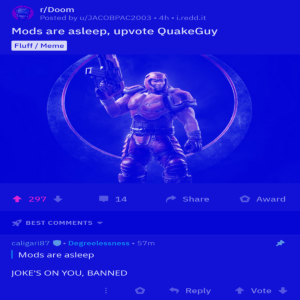 r/Doom
Posted by u/JACOBPAC2003 • 4h • i.redd.it
Mods are asleep, upvote QuakeGuy
Fluff / Meme
297
14
Share
Award
BEST COMMENTS
caligari87 • Degreelessness • 57m
Mods are asleep
JOKE'S ON YOU, BANNED
Reply
Vote